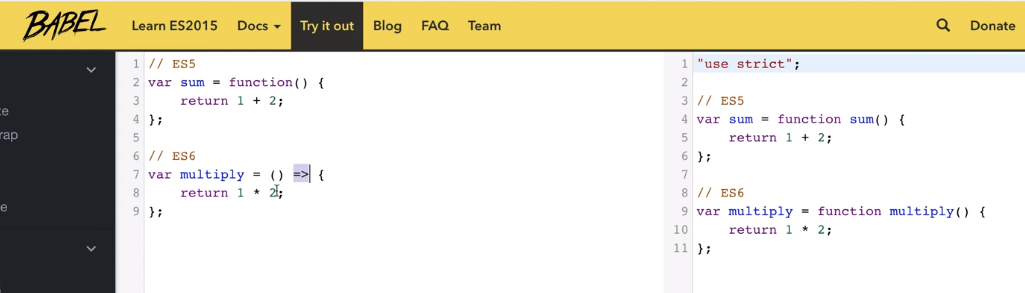 BABEL Learn ES2015 Docs Try it out Blog FAQ Team Donate
te
rap
e
1 // ES5
2 var sum = function() {
3     return 1 + 2;
4 };
5
6 // ES6
7 var multiply = () => {
8     return 1 * 2;
9 };
1 "use strict";
2
3 // ES5
4 var sum = function sum() {
5     return 1 + 2;
6 };
7
8 // ES6
9 var multiply = function multiply() {
10     return 1 * 2;
11 };